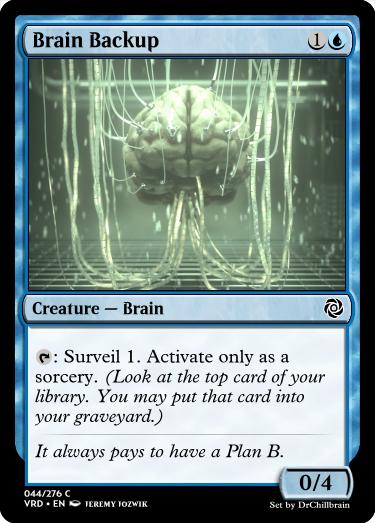 Brain Backup 1
Creature — Brain
: Surveil 1. Activate only as a
sorcery. (Look at the top card of your
library. You may put that card into
your graveyard.)
It always pays to have a Plan B.
0/4
044/276 C
VRD • EN JEREMY JOZWIK
Set by DrChillbrain